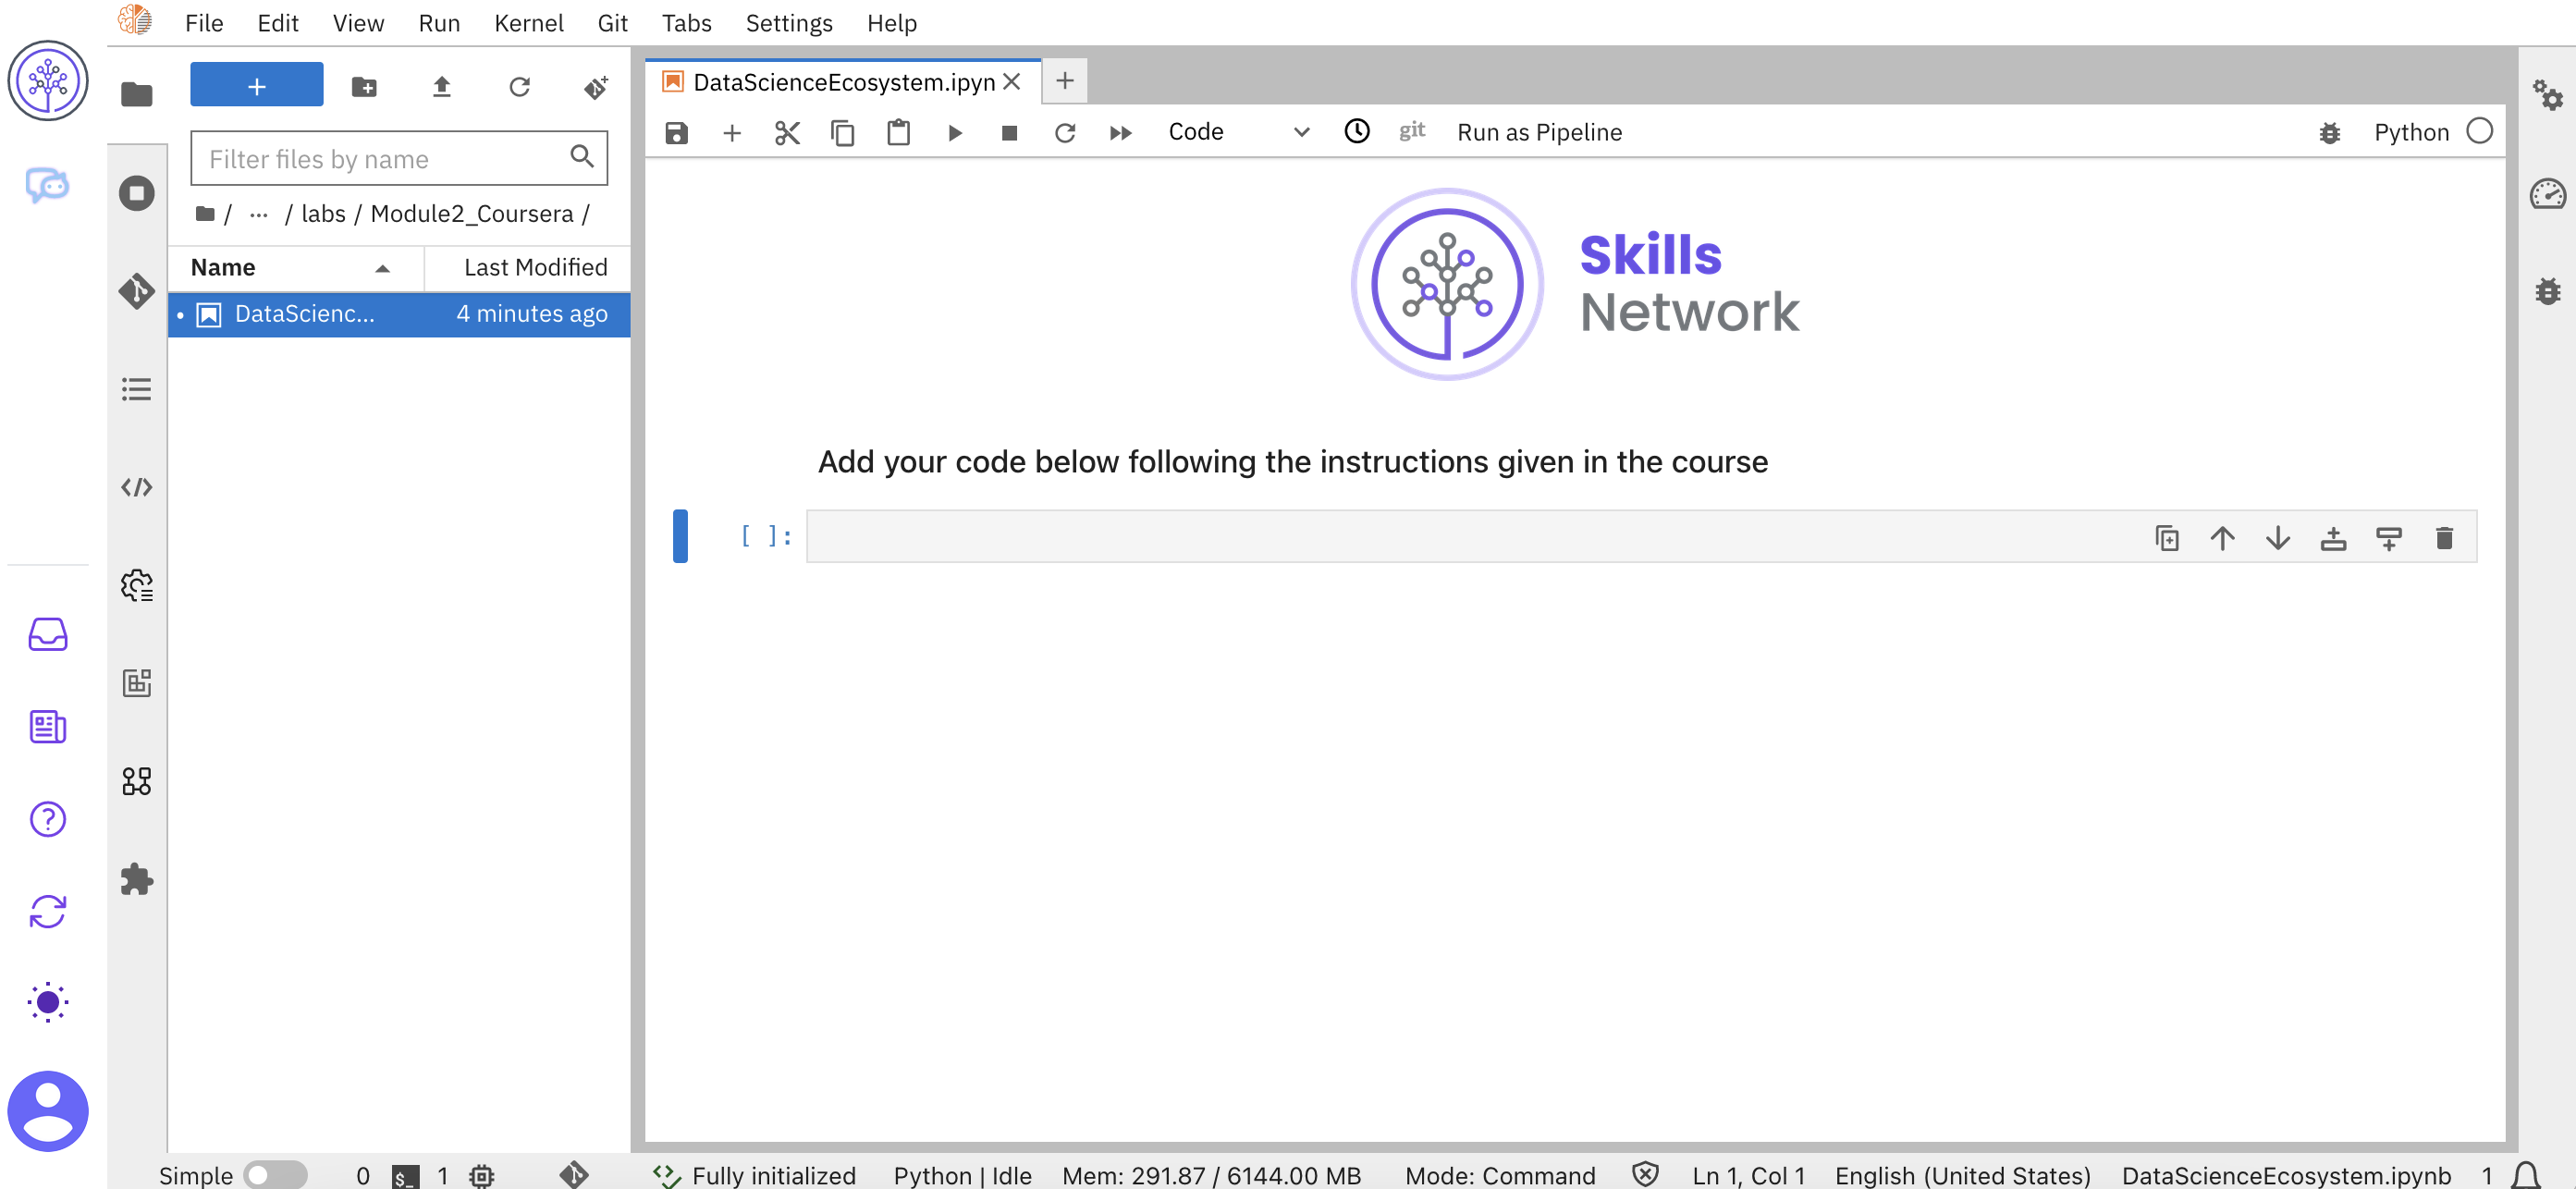 File Edit View Run Kernel Git Tabs Settings Help
+
DataScienceEcosystem.ipyn
+
Code git Run as Pipeline Python
Filter files by name
/ ... / labs / Module2_Coursera /
Name Last Modified
DataScienc... 4 minutes ago
Skills
Network
Add your code below following the instructions given in the course
[ ]:
Simple 0 $_ 1 Fully initialized Python | Idle Mem: 291.87 / 6144.00 MB Mode: Command Ln 1, Col 1 English (United States) DataScienceEcosystem.ipynb 1